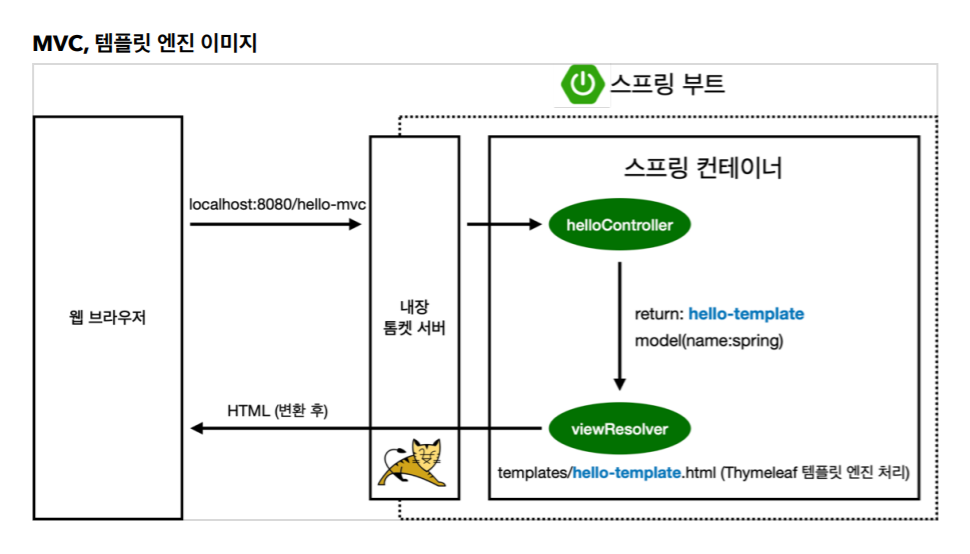 MVC, 템플릿 엔진 이미지
스프링 부트
스프링 컨테이너
localhost:8080/hello-mvc
helloController
웹 브라우저
내장
톰켓 서버
return: hello-template
model(name:spring)
HTML (변환 후)
viewResolver
templates/hello-template.html (Thymeleaf 템플릿 엔진 처리)